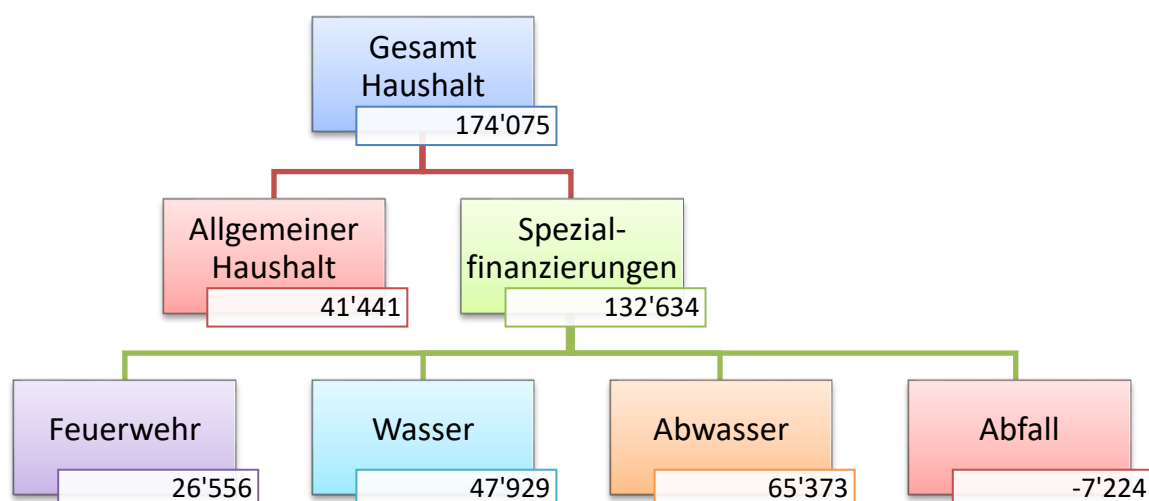 Gesamt
Haushalt
174'075
Allgemeiner
Haushalt
41'441
Spezial-
finanzierungen
132'634
Feuerwehr
26'556
Wasser
47'929
Abwasser
65'373
Abfall
-7'224